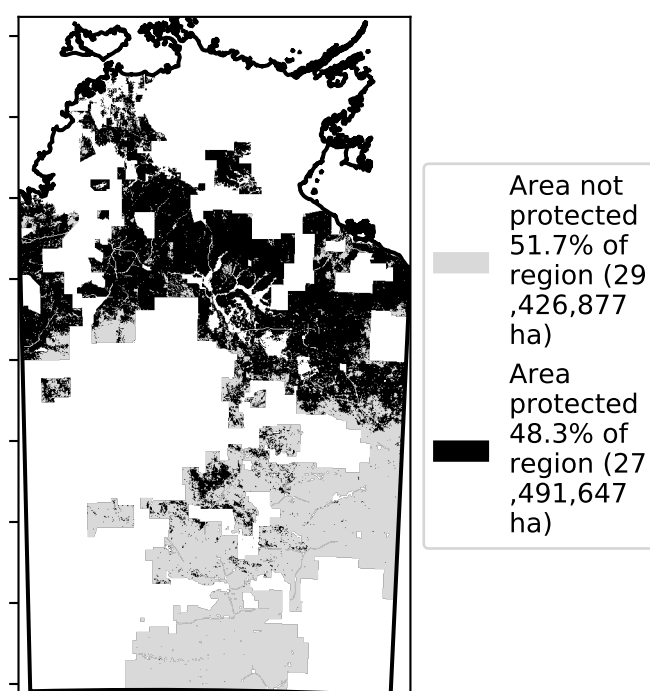 Area not
protected
51.7% of
region (29
,426,877
ha)
Area
protected
48.3% of
region (27
,491,647
ha)